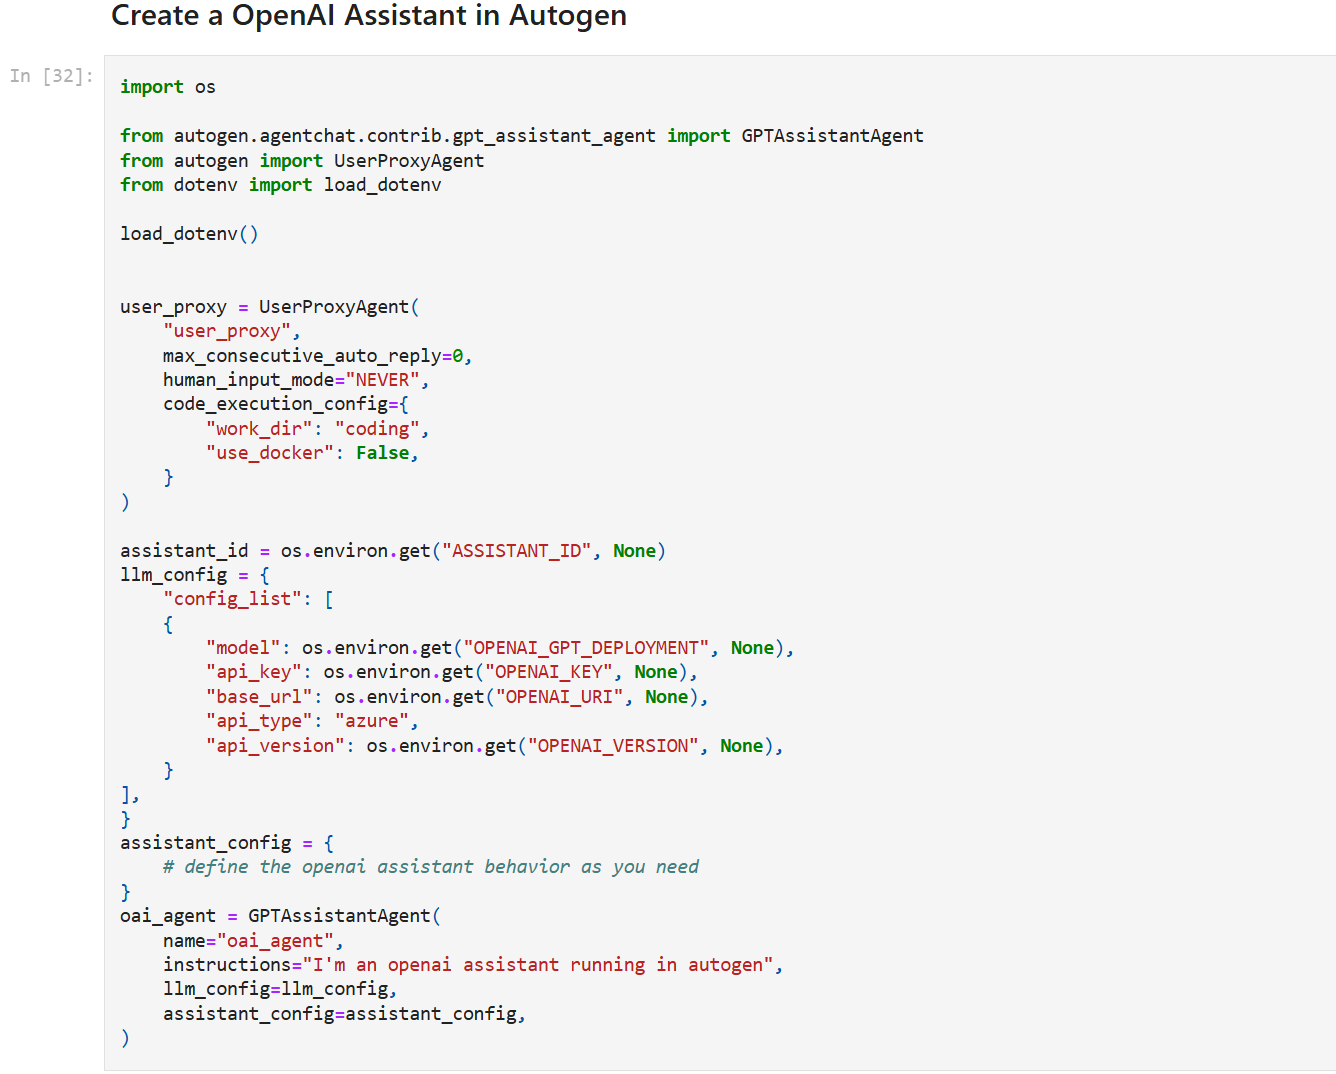 Create a OpenAI Assistant in Autogen
In [32]:
import os
from autogen.agentchat.contrib.gpt_assistant_agent import GPTAssistantAgent
from autogen import UserProxyAgent
from dotenv import load_dotenv
load_dotenv()
user_proxy = UserProxyAgent(
    "user_proxy",
    max_consecutive_auto_reply=0,
    human_input_mode="NEVER",
    code_execution_config={
        "work_dir": "coding",
        "use_docker": False,
    }
)
assistant_id = os.environ.get("ASSISTANT_ID", None)
llm_config = {
    "config_list": [
    {
        "model": os.environ.get("OPENAI_GPT_DEPLOYMENT", None),
        "api_key": os.environ.get("OPENAI_KEY", None),
        "base_url": os.environ.get("OPENAI_URI", None),
        "api_type": "azure",
        "api_version": os.environ.get("OPENAI_VERSION", None),
    }
],
}
assistant_config = {
    # define the openai assistant behavior as you need
}
oai_agent = GPTAssistantAgent(
    name="oai_agent",
    instructions="I'm an openai assistant running in autogen",
    llm_config=llm_config,
    assistant_config=assistant_config,
)